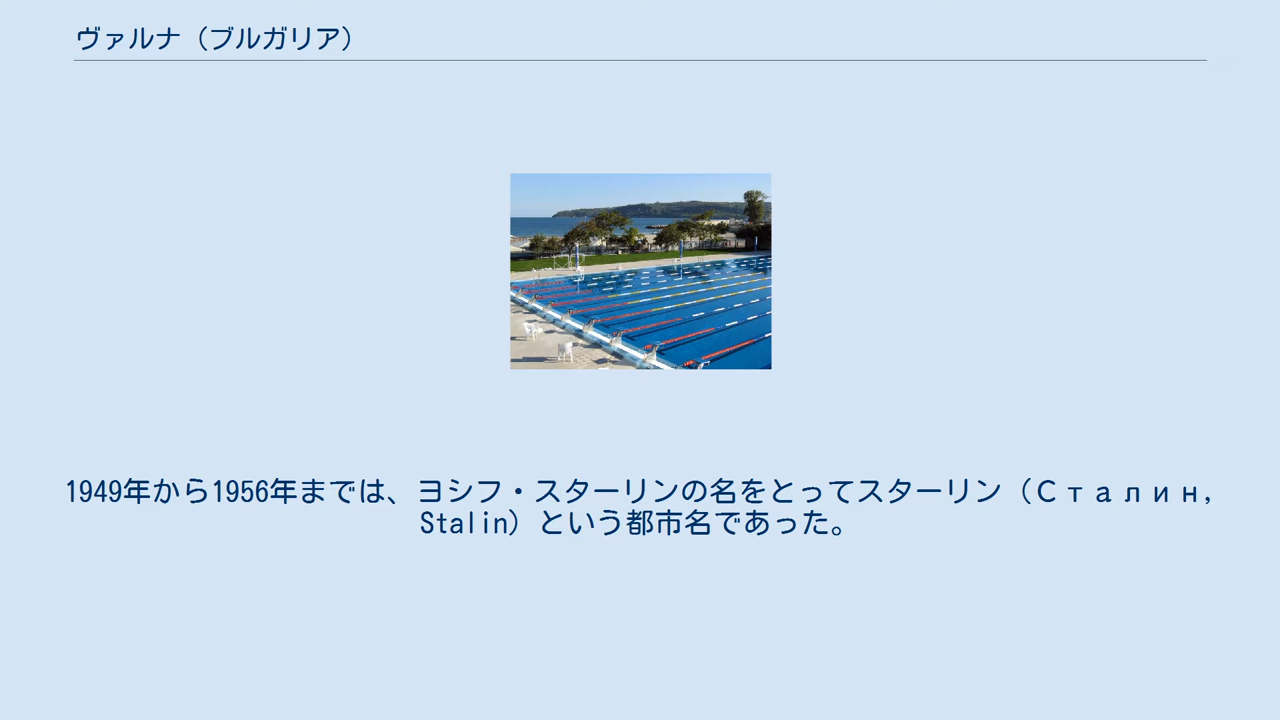 ヴァルナ（ブルガリア）
1949年から1956年までは、ヨシフ・スターリンの名をとってスターリン（Сталин,
Stalin）という都市名であった。